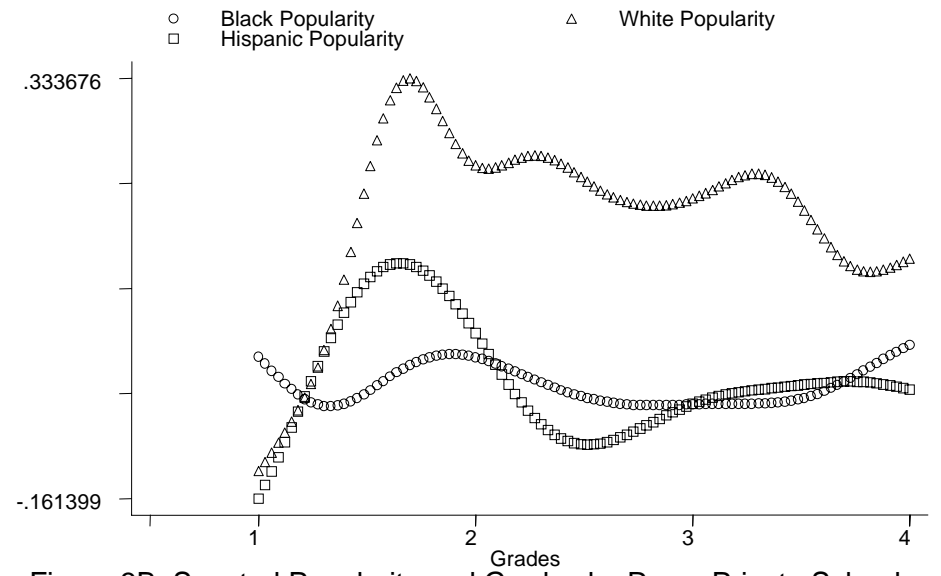 Black Popularity
White Popularity
Hispanic Popularity
.333676
-.161399
1
2
3
4
Grades